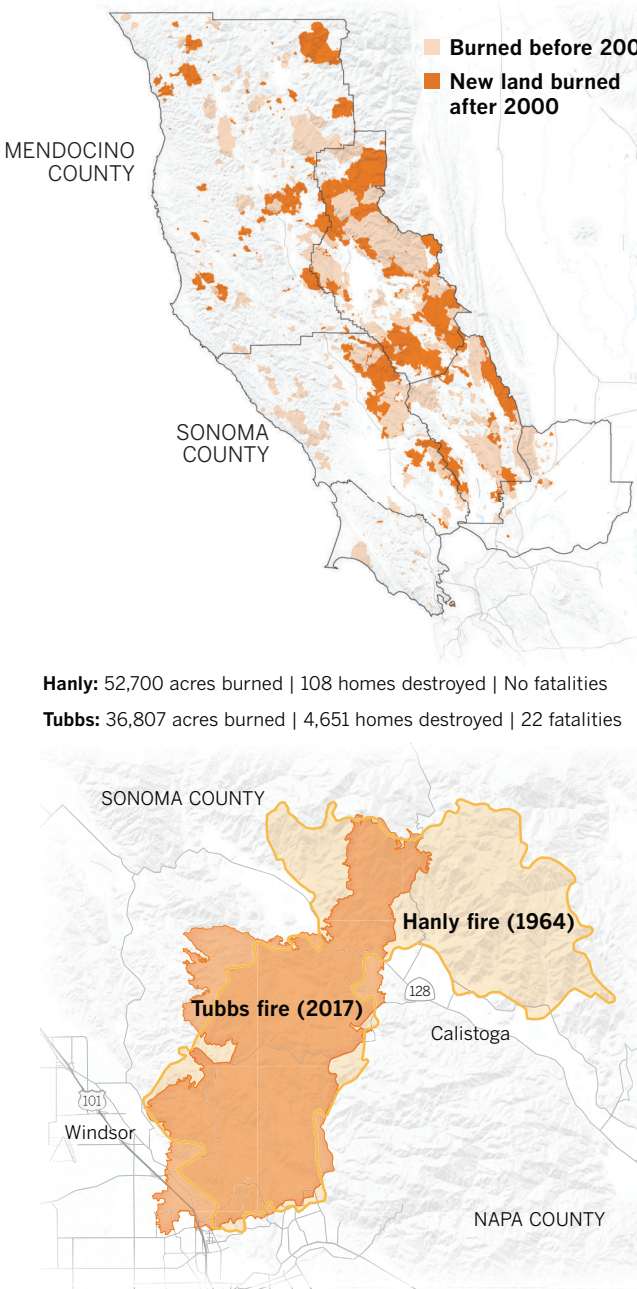 Burned before 200
New land burned
after 2000
MENDOCINO
COUNTY
SONOMA
COUNTY
Hanly: 52,700 acres burned | 108 homes destroyed | No fatalities
Tubbs: 36,807 acres burned | 4,651 homes destroyed | 22 fatalities
SONOMA COUNTY
Hanly fire (1964)
Tubbs fire (2017)
128
Calistoga
101
Windsor
NAPA COUNTY